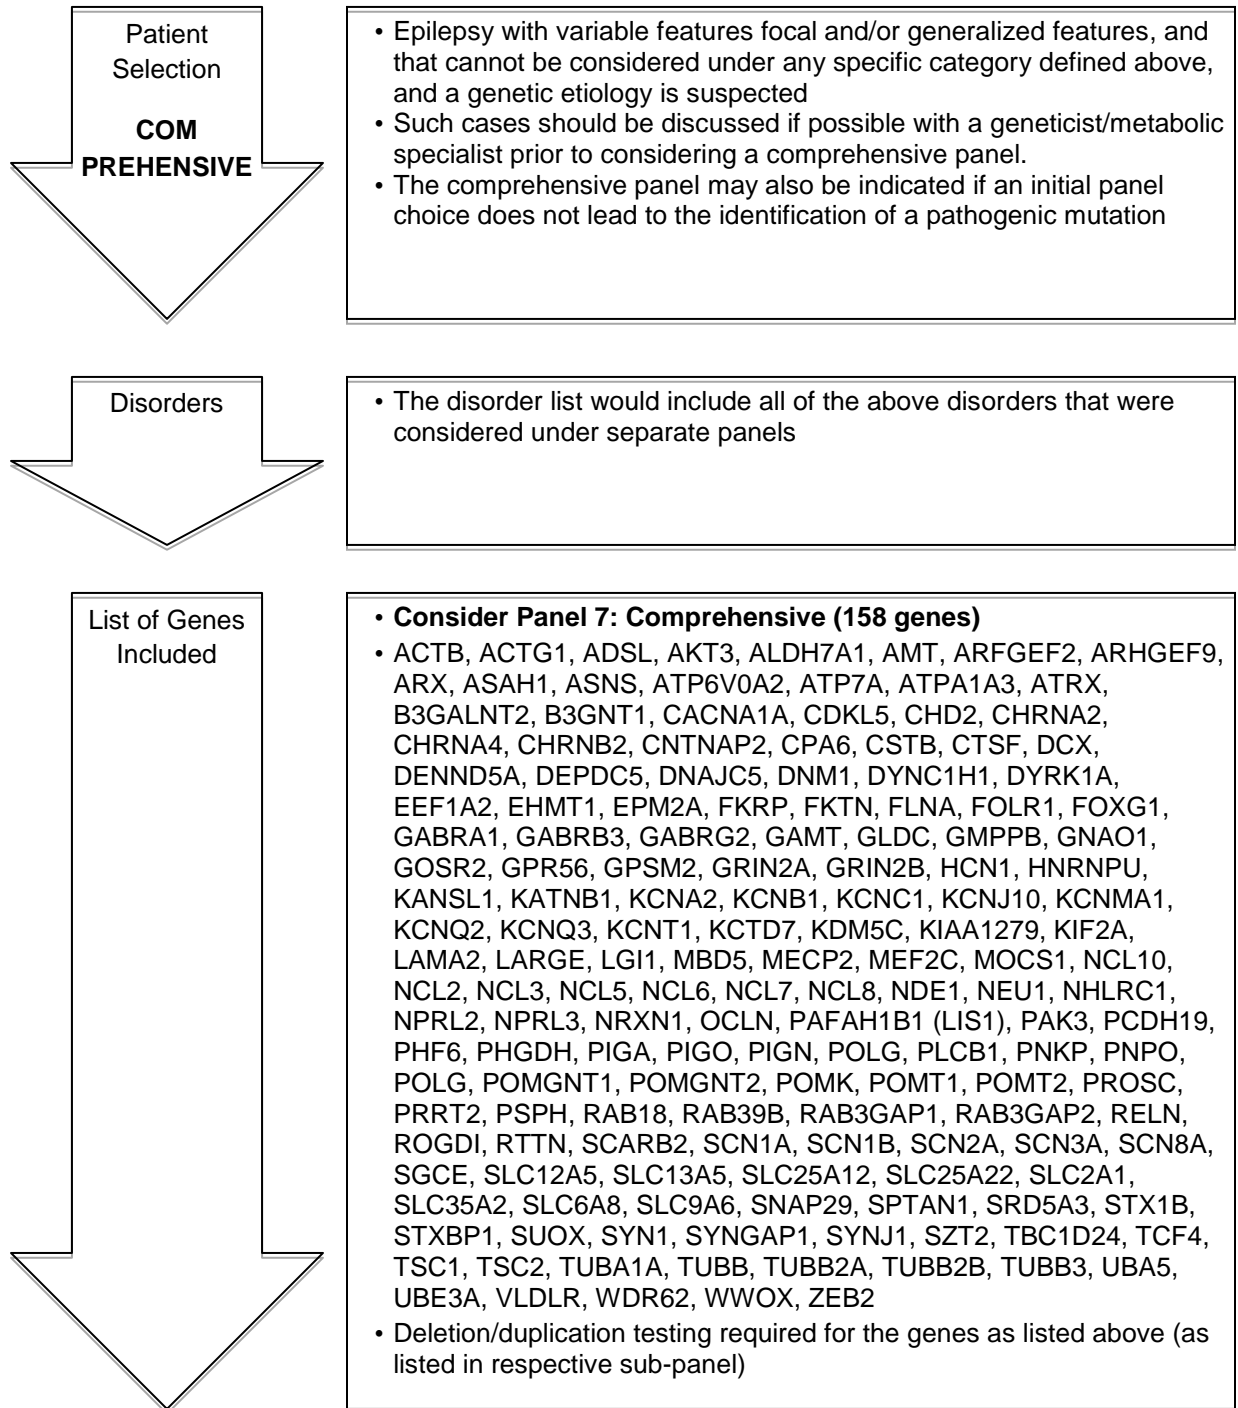 Patient
Selection
COM
PREHENSIVE
• Epilepsy with variable features focal and/or generalized features, and
that cannot be considered under any specific category defined above,
and a genetic etiology is suspected
• Such cases should be discussed if possible with a geneticist/metabolic
specialist prior to considering a comprehensive panel.
• The comprehensive panel may also be indicated if an initial panel
choice does not lead to the identification of a pathogenic mutation
Disorders
• The disorder list would include all of the above disorders that were
considered under separate panels
List of Genes
Included
• Consider Panel 7: Comprehensive (158 genes)
• ACTB, ACTG1, ADSL, AKT3, ALDH7A1, AMT, ARFGEF2, ARHGEF9,
ARX, ASAH1, ASNS, ATP6V0A2, ATP7A, ATPA1A3, ATRX,
B3GALNT2, B3GNT1, CACNA1A, CDKL5, CHD2, CHRNA2,
CHRNA4, CHRNB2, CNTNAP2, CPA6, CSTB, CTSF, DCX,
DENND5A, DEPDC5, DNAJC5, DNM1, DYNC1H1, DYRK1A,
EEF1A2, EHMT1, EPM2A, FKRP, FKTN, FLNA, FOLR1, FOXG1,
GABRA1, GABRB3, GABRG2, GAMT, GLDC, GMPPB, GNAO1,
GOSR2, GPR56, GPSM2, GRIN2A, GRIN2B, HCN1, HNRNPU,
KANSL1, KATNB1, KCNA2, KCNB1, KCNC1, KCNJ10, KCNMA1,
KCNQ2, KCNQ3, KCNT1, KCTD7, KDM5C, KIAA1279, KIF2A,
LAMA2, LARGE, LGI1, MBD5, MECP2, MEF2C, MOCS1, NCL10,
NCL2, NCL3, NCL5, NCL6, NCL7, NCL8, NDE1, NEU1, NHLRC1,
NPRL2, NPRL3, NRXN1, OCLN, PAFAH1B1 (LIS1), PAK3, PCDH19,
PHF6, PHGDH, PIGA, PIGO, PIGN, POLG, PLCB1, PNKP, PNPO,
POLG, POMGNT1, POMGNT2, POMK, POMT1, POMT2, PROSC,
PRRT2, PSPH, RAB18, RAB39B, RAB3GAP1, RAB3GAP2, RELN,
ROGDI, RTTN, SCARB2, SCN1A, SCN1B, SCN2A, SCN3A, SCN8A,
SGCE, SLC12A5, SLC13A5, SLC25A12, SLC25A22, SLC2A1,
SLC35A2, SLC6A8, SLC9A6, SNAP29, SPTAN1, SRD5A3, STX1B,
STXBP1, SUOX, SYN1, SYNGAP1, SYNJ1, SZT2, TBC1D24, TCF4,
TSC1, TSC2, TUBA1A, TUBB, TUBB2A, TUBB2B, TUBB3, UBA5,
UBE3A, VLDLR, WDR62, WWOX, ZEB2
• Deletion/duplication testing required for the genes as listed above (as
listed in respective sub-panel)